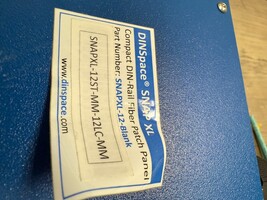 DINSpace® SNAP XL
Compact DIN-Rail Fiber Patch Panel
Part Number: SNAPXL-12-Blank
SNAPXL-12ST-MM-12LC-MM
www.dinspace.com